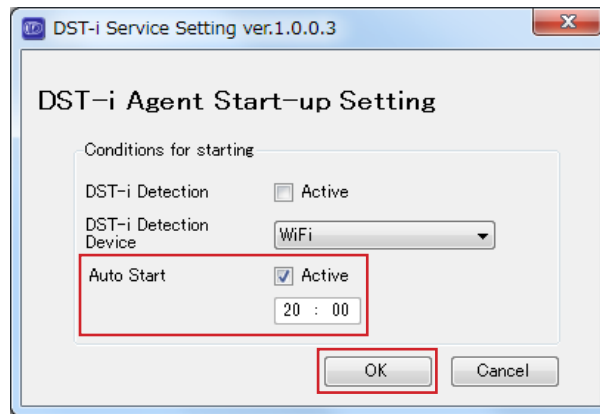 DST-i Service Setting ver.1.0.0.3
DST-i Agent Start-up Setting
Conditions for starting
DST-i Detection Active
DST-i Detection
Device
WiFi
Auto Start Active
20 : 00
OK Cancel